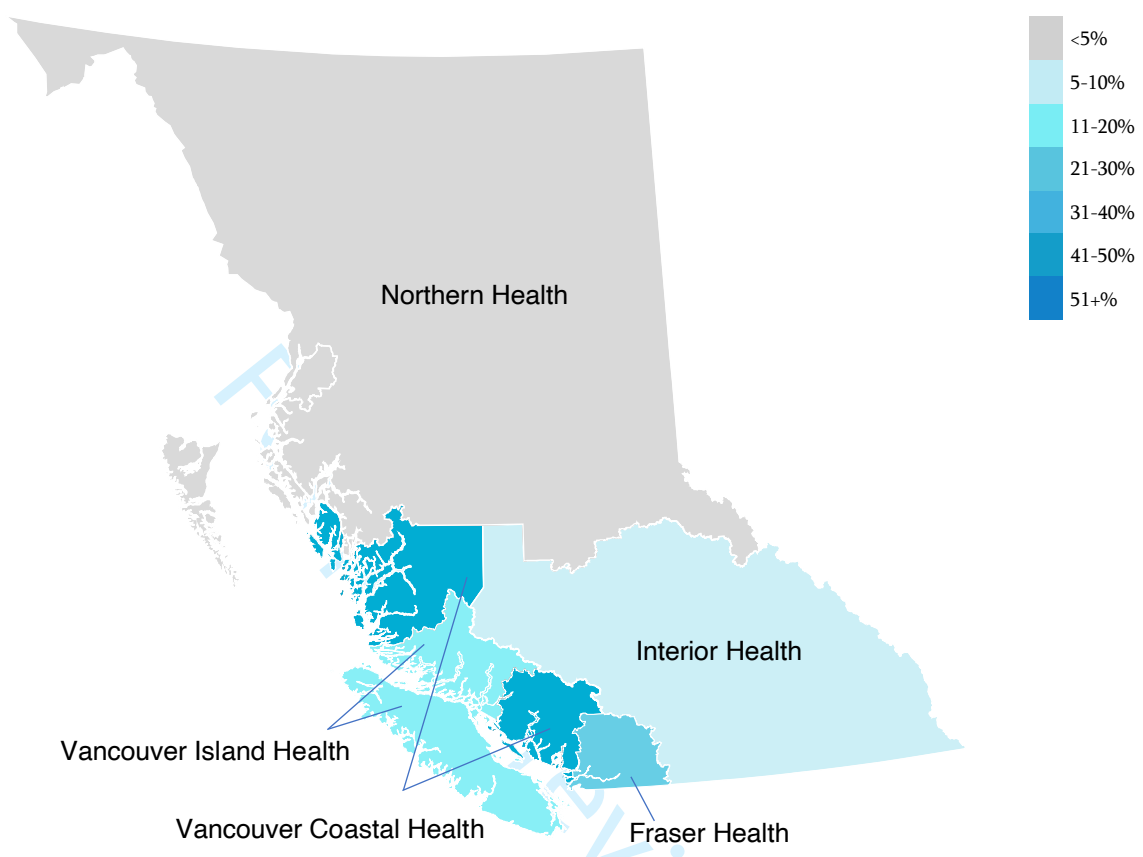 <5%
5-10%
11-20%
21-30%
31-40%
41-50%
51+%
Northern Health
Interior Health
Vancouver Island Health
Vancouver Coastal Health
Fraser Health